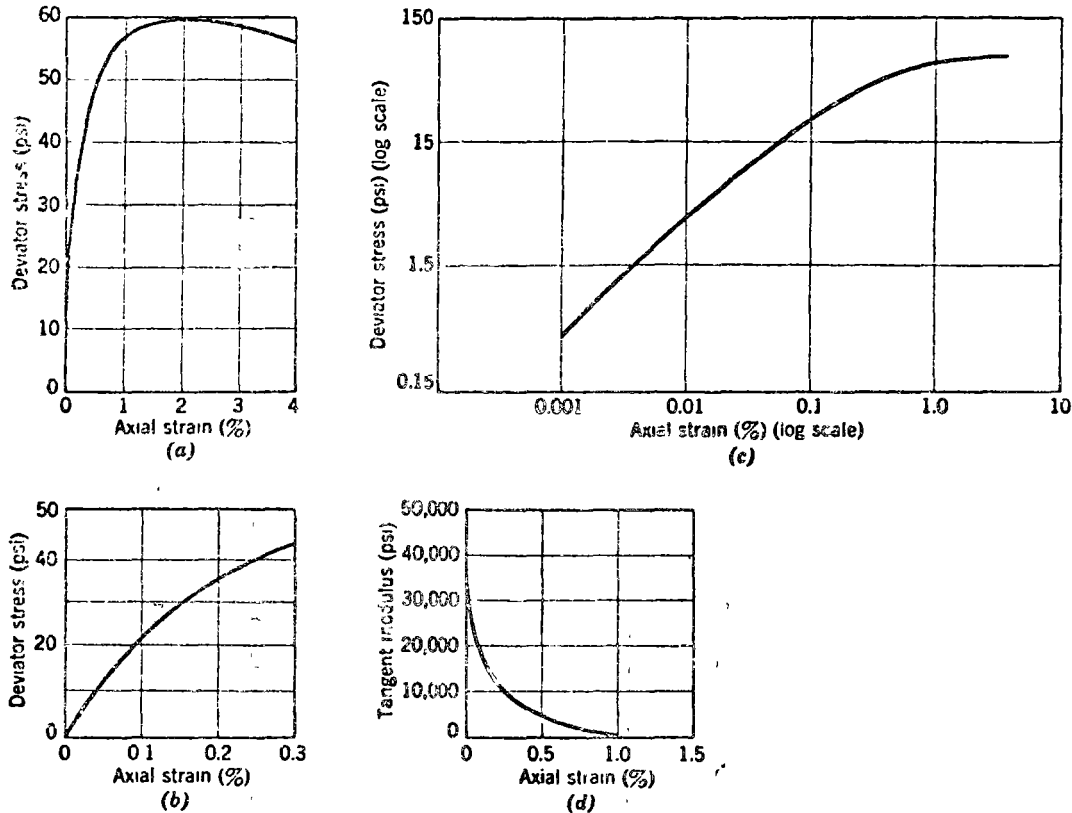 60
50
40
30
20
10
0
0 1 2 3 4
Deviator stress (psi)
Axial strain (%)
(a)
150
15
1.5
0.15
0.001 0.01 0.1 1.0 10
Deviator stress (psi) (log scale)
Axial strain (%) (log scale)
(c)
50
40
20
0
0 0.1 0.2 0.3
Deviator stress (psi)
Axial strain (%)
(b)
50,000
40,000
30,000
20,000
10,000
0
0 0.5 1.0 1.5
Tangent modulus (psi)
Axial strain (%)
(d)